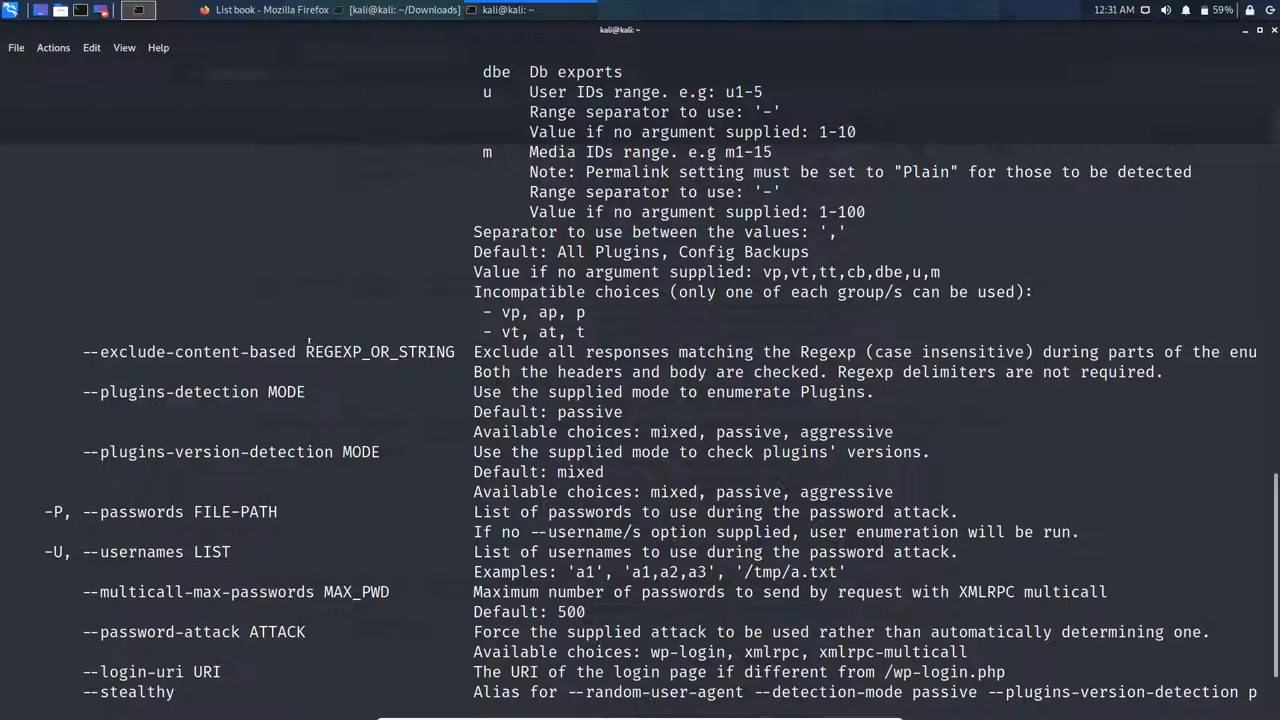 List book - Mozilla Firefox
[kali@kali: ~/Downloads]
kali@kali: ~
12:31 AM
59%
kali@kali: ~
File Actions Edit View Help
dbe Db exports
u User IDs range. e.g: u1-5
Range separator to use: '-'
Value if no argument supplied: 1-10
m Media IDs range. e.g m1-15
Note: Permalink setting must be set to "Plain" for those to be detected
Range separator to use: '-'
Value if no argument supplied: 1-100
Separator to use between the values: ','
Default: All Plugins, Config Backups
Value if no argument supplied: vp,vt,tt,cb,dbe,u,m
Incompatible choices (only one of each group/s can be used):
- vp, ap, p
- vt, at, t
--exclude-content-based REGEXP_OR_STRING Exclude all responses matching the Regexp (case insensitive) during parts of the enu
Both the headers and body are checked. Regexp delimiters are not required.
--plugins-detection MODE Use the supplied mode to enumerate Plugins.
Default: passive
Available choices: mixed, passive, aggressive
--plugins-version-detection MODE Use the supplied mode to check plugins' versions.
Default: mixed
Available choices: mixed, passive, aggressive
-P, --passwords FILE-PATH List of passwords to use during the password attack.
If no --username/s option supplied, user enumeration will be run.
-U, --usernames LIST List of usernames to use during the password attack.
Examples: 'a1', 'a1,a2,a3', '/tmp/a.txt'
--multicall-max-passwords MAX_PWD Maximum number of passwords to send by request with XMLRPC multicall
Default: 500
--password-attack ATTACK Force the supplied attack to be used rather than automatically determining one.
Available choices: wp-login, xmlrpc, xmlrpc-multicall
--login-uri URI The URI of the login page if different from /wp-login.php
--stealthy Alias for --random-user-agent --detection-mode passive --plugins-version-detection p